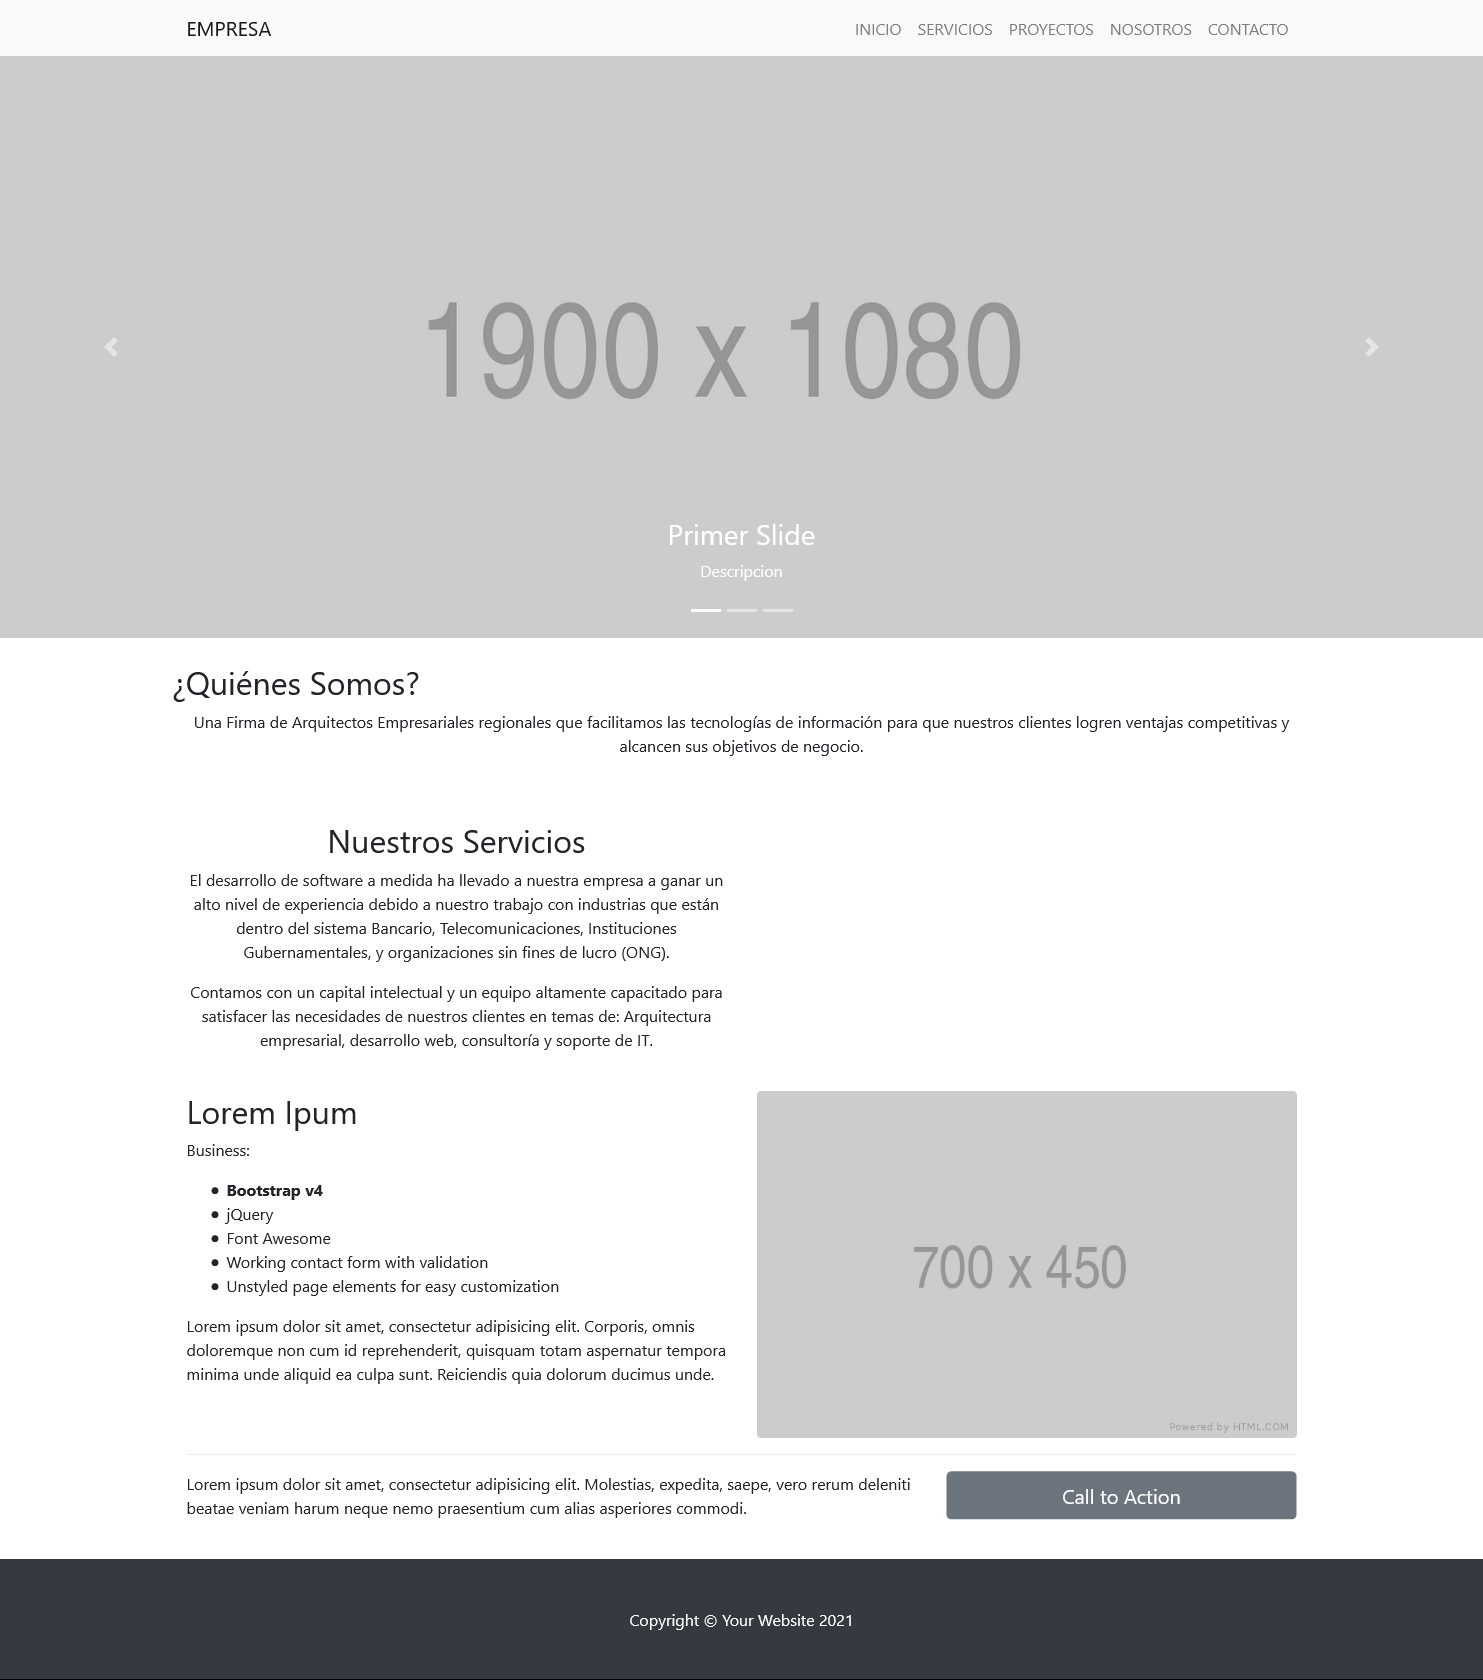 EMPRESA
INICIO SERVICIOS PROYECTOS NOSOTROS CONTACTO
1900 x 1080
Primer Slide
Descripcion
¿Quiénes Somos?
Una Firma de Arquitectos Empresariales regionales que facilitamos las tecnologías de información para que nuestros clientes logren ventajas competitivas y
alcancen sus objetivos de negocio.
Nuestros Servicios
El desarrollo de software a medida ha llevado a nuestra empresa a ganar un
alto nivel de experiencia debido a nuestro trabajo con industrias que están
dentro del sistema Bancario, Telecomunicaciones, Instituciones
Gubernamentales, y organizaciones sin fines de lucro (ONG).
Contamos con un capital intelectual y un equipo altamente capacitado para
satisfacer las necesidades de nuestros clientes en temas de: Arquitectura
empresarial, desarrollo web, consultoría y soporte de IT.
Lorem Ipum
Business:
• Bootstrap v4
• jQuery
• Font Awesome
• Working contact form with validation
• Unstyled page elements for easy customization
Lorem ipsum dolor sit amet, consectetur adipisicing elit. Corporis, omnis
doloremque non cum id reprehenderit, quisquam totam aspernatur tempora
minima unde aliquid ea culpa sunt. Reiciendis quia dolorum ducimus unde.
700 x 450
Powered by HTML.COM
Lorem ipsum dolor sit amet, consectetur adipisicing elit. Molestias, expedita, saepe, vero rerum deleniti
beatae veniam harum neque nemo praesentium cum alias asperiores commodi.
Call to Action
Copyright © Your Website 2021